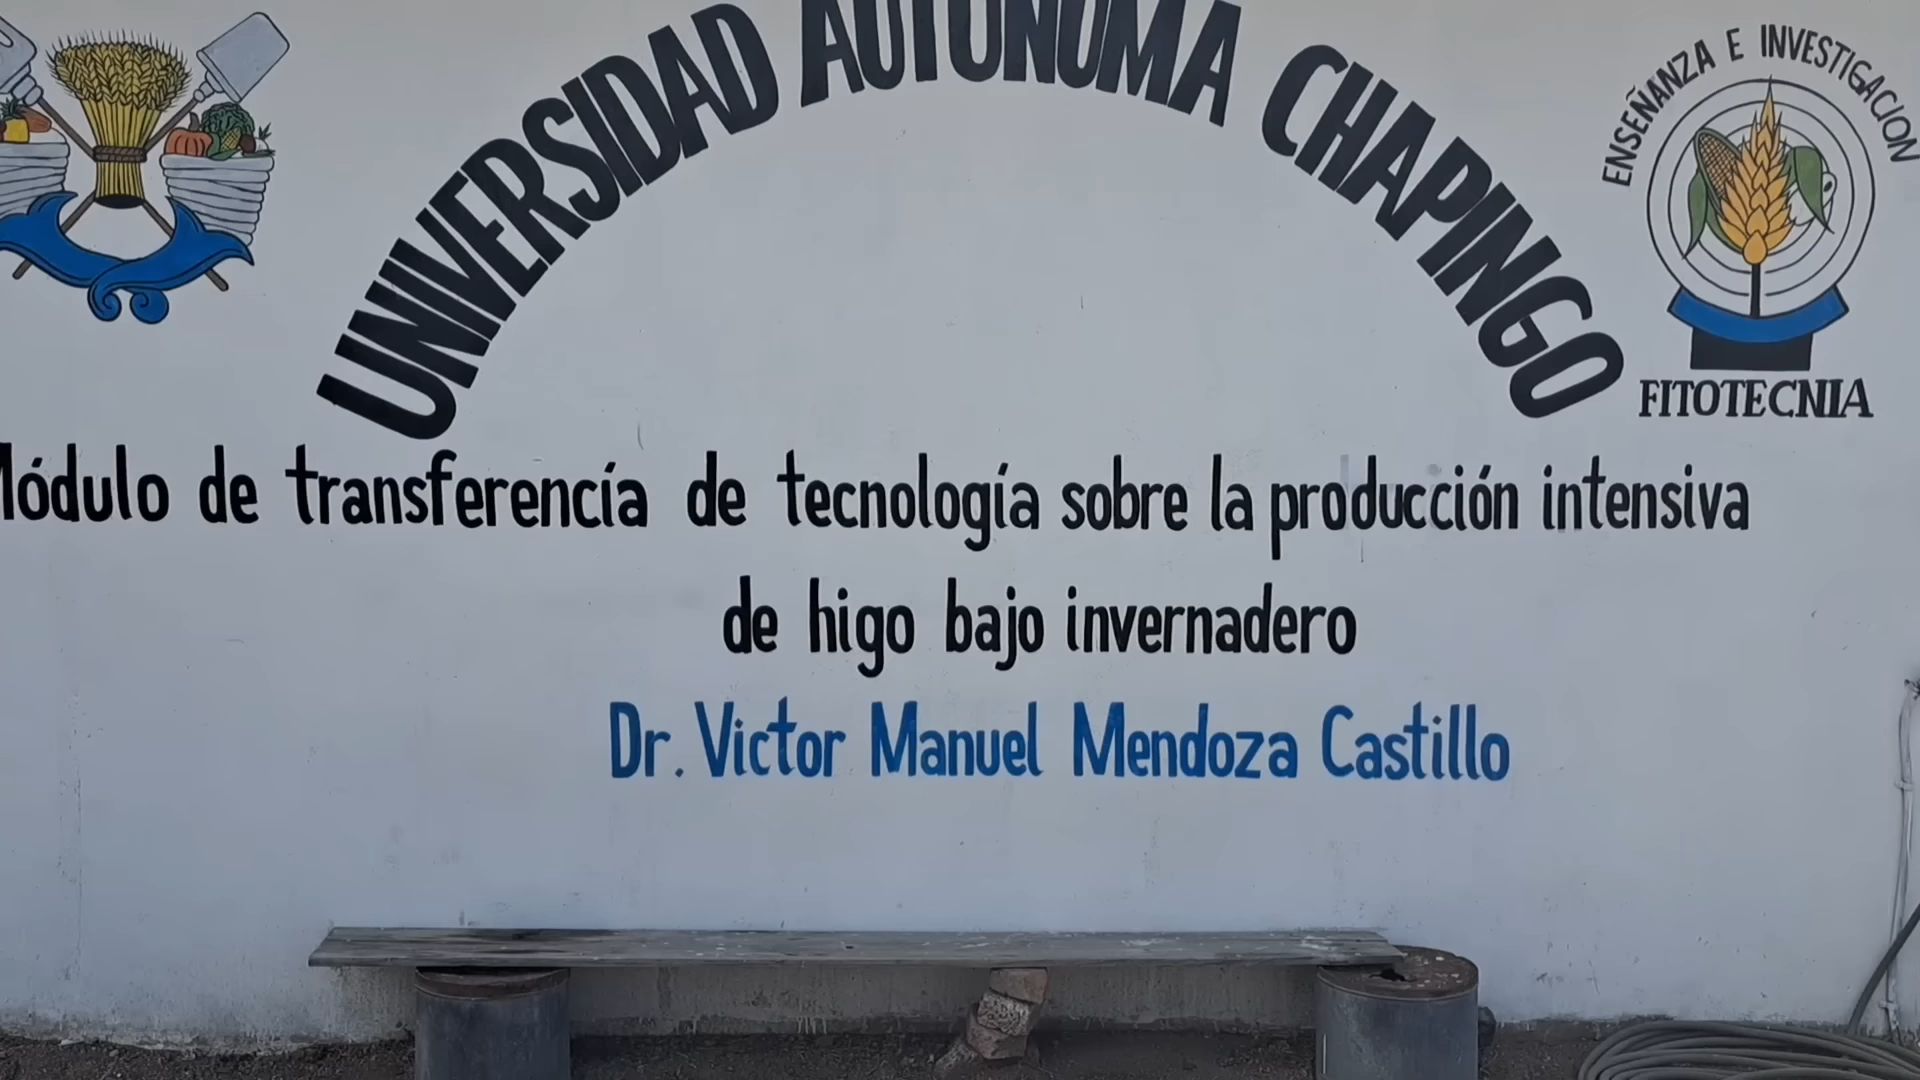 UNIVERSIDAD AUTONOMA CHAPINGO
ENSEÑANZA E INVESTIGACION
FITOTECNIA
Módulo de transferencía de tecnología sobre la producción intensiva
de higo bajo invernadero
Dr. Victor Manuel Mendoza Castillo